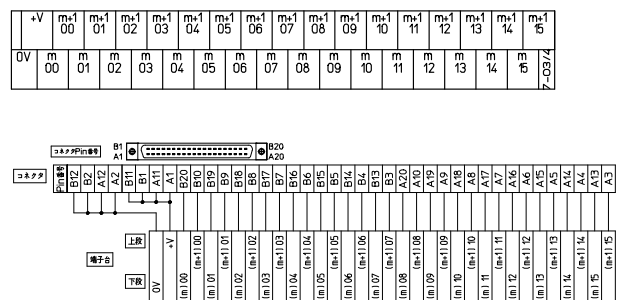 +V m+1 00 m+1 01 m+1 02 m+1 03 m+1 04 m+1 05 m+1 06 m+1 07 m+1 08 m+1 09 m+1 10 m+1 11 m+1 12 m+1 13 m+1 14 m+1 15
0V m 00 m 01 m 02 m 03 m 04 m 05 m 06 m 07 m 08 m 09 m 10 m 11 m 12 m 13 m 14 m 15
コネクタPin番号 B1 B20
A1 A20
コネクタ Pin番号 B12 B2 A12 A2 B11 B1 A11 A1 B20 B10 B19 B9 B18 B8 B17 B7 B16 B6 B15 B5 B14 B4 B13 B3 A20 A10 A19 A9 A18 A8 A17 A7 A16 A6 A15 A5 A14 A4 A13 A3
端子台
上段 +V (m+1)00 (m+1)01 (m+1)02 (m+1)03 (m+1)04 (m+1)05 (m+1)06 (m+1)07 (m+1)08 (m+1)09 (m+1)10 (m+1)11 (m+1)12 (m+1)13 (m+1)14 (m+1)15
下段 0V (m)00 (m)01 (m)02 (m)03 (m)04 (m)05 (m)06 (m)07 (m)08 (m)09 (m)10 (m)11 (m)12 (m)13 (m)14 (m)15